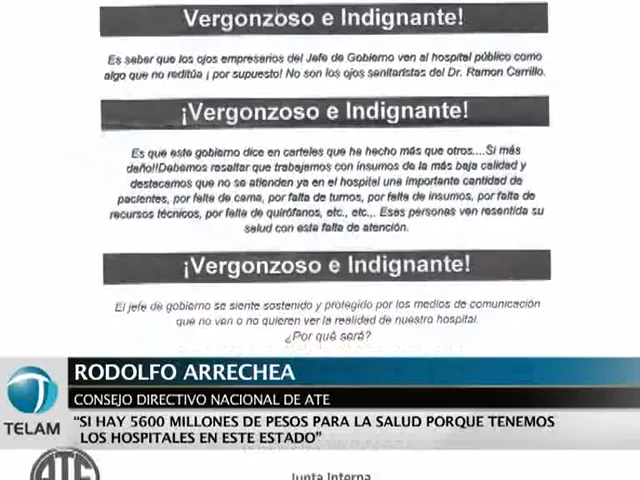 Vergonzoso e Indignante!
Es saber que los ojos empresarios del Jefe de Gobierno ven al hospital público como
algo que no reditúa ¡ por supuesto! No son los ojos sanitaristas del Dr. Ramon Carrillo.
¡Vergonzoso e Indignante!
Es que este gobierno dice en carteles que ha hecho más que otros....Si más
daño!!Debemos resaltar que trabajamos con insumos de la más baja calidad y
destacamos que no se atienden ya en el hospital una importante cantidad de
pacientes, por falta de cama, por falta de turnos, por falta de insumos, por falta de
recursos técnicos, por falta de quirófanos, etc., etc... Esas personas ven resentida su
salud con esta falta de atención.
¡Vergonzoso e Indignante!
El jefe de gobierno se siente sostenido y protegido por los medios de comunicación
que no ven o no quieren ver la realidad de nuestro hospital.
¿Por qué será?
RODOLFO ARRECHEA
CONSEJO DIRECTIVO NACIONAL DE ATE
TELAM
"SI HAY 5600 MILLONES DE PESOS PARA LA SALUD PORQUE TENEMOS
LOS HOSPITALES EN ESTE ESTADO"
ATE
Junta Interna